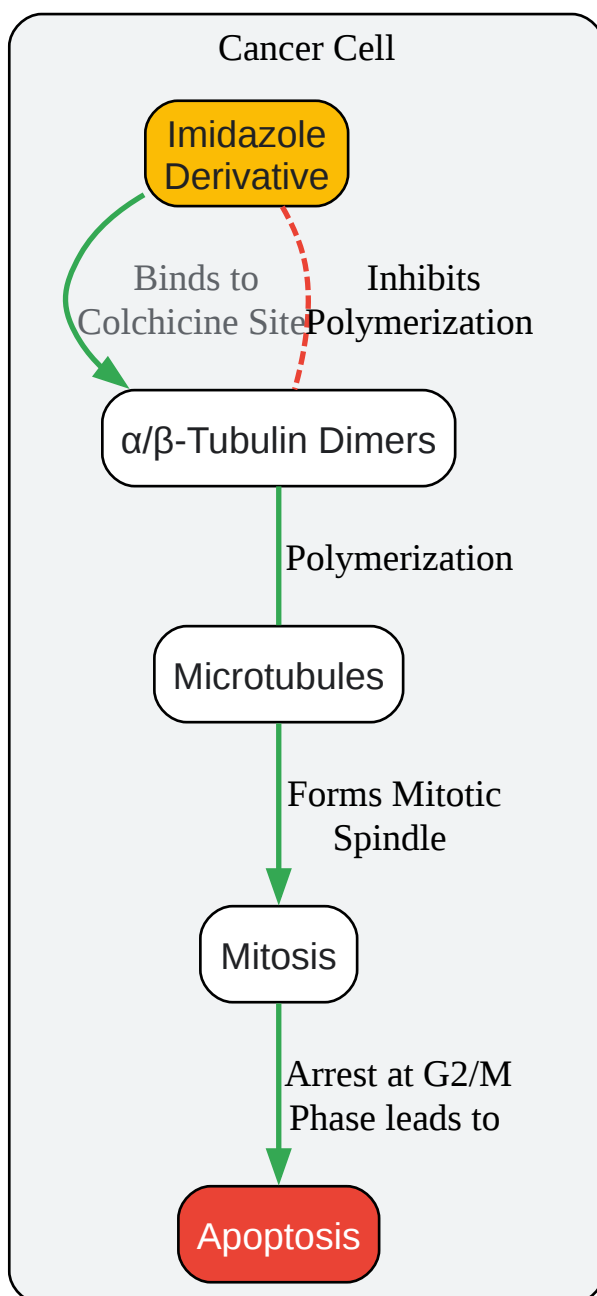 Cancer Cell
Imidazole
Derivative
Binds to
Colchicine Site
Inhibits
Polymerization
α/β-Tubulin Dimers
Polymerization
Microtubules
Forms Mitotic
Spindle
Mitosis
Arrest at G2/M
Phase leads to
Apoptosis